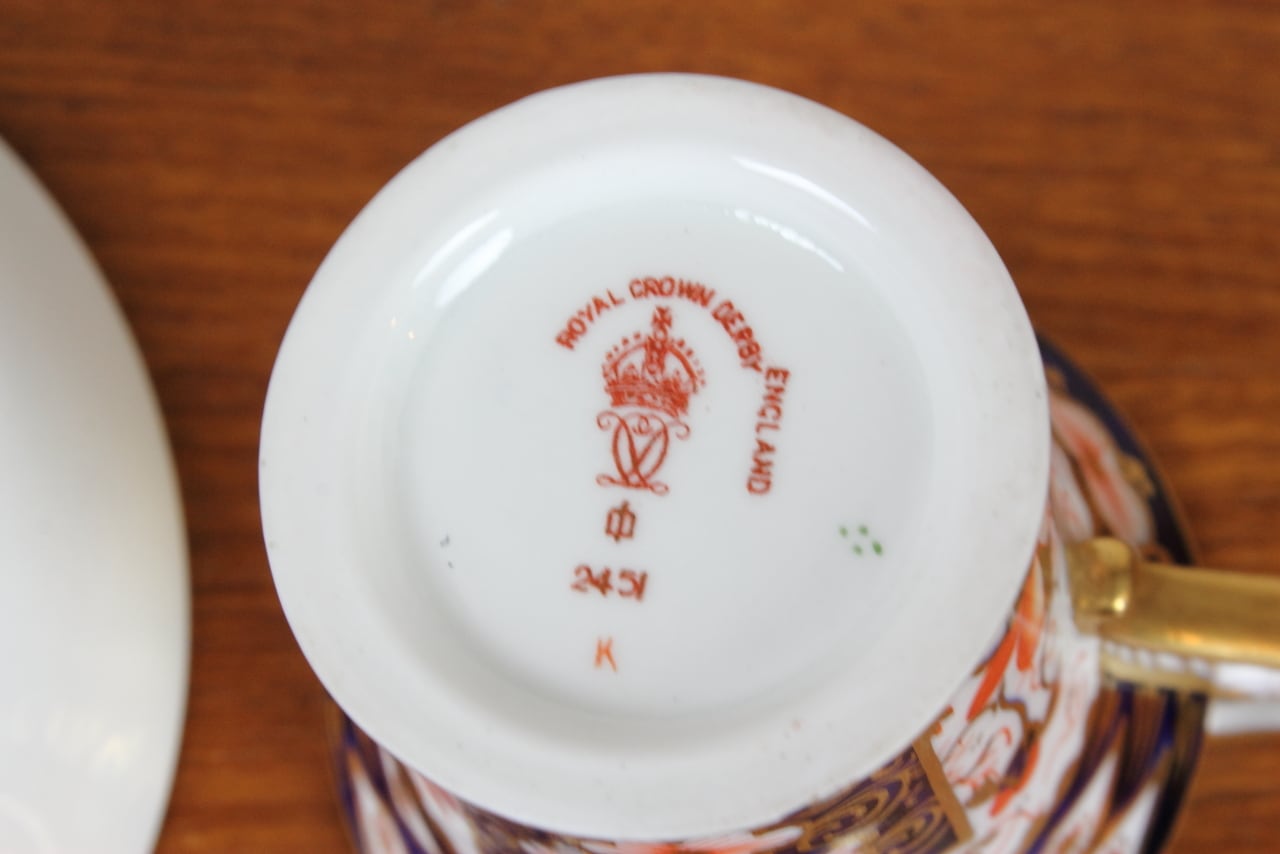 ROYAL CROWN DERBY
ENGLAND
2451
K